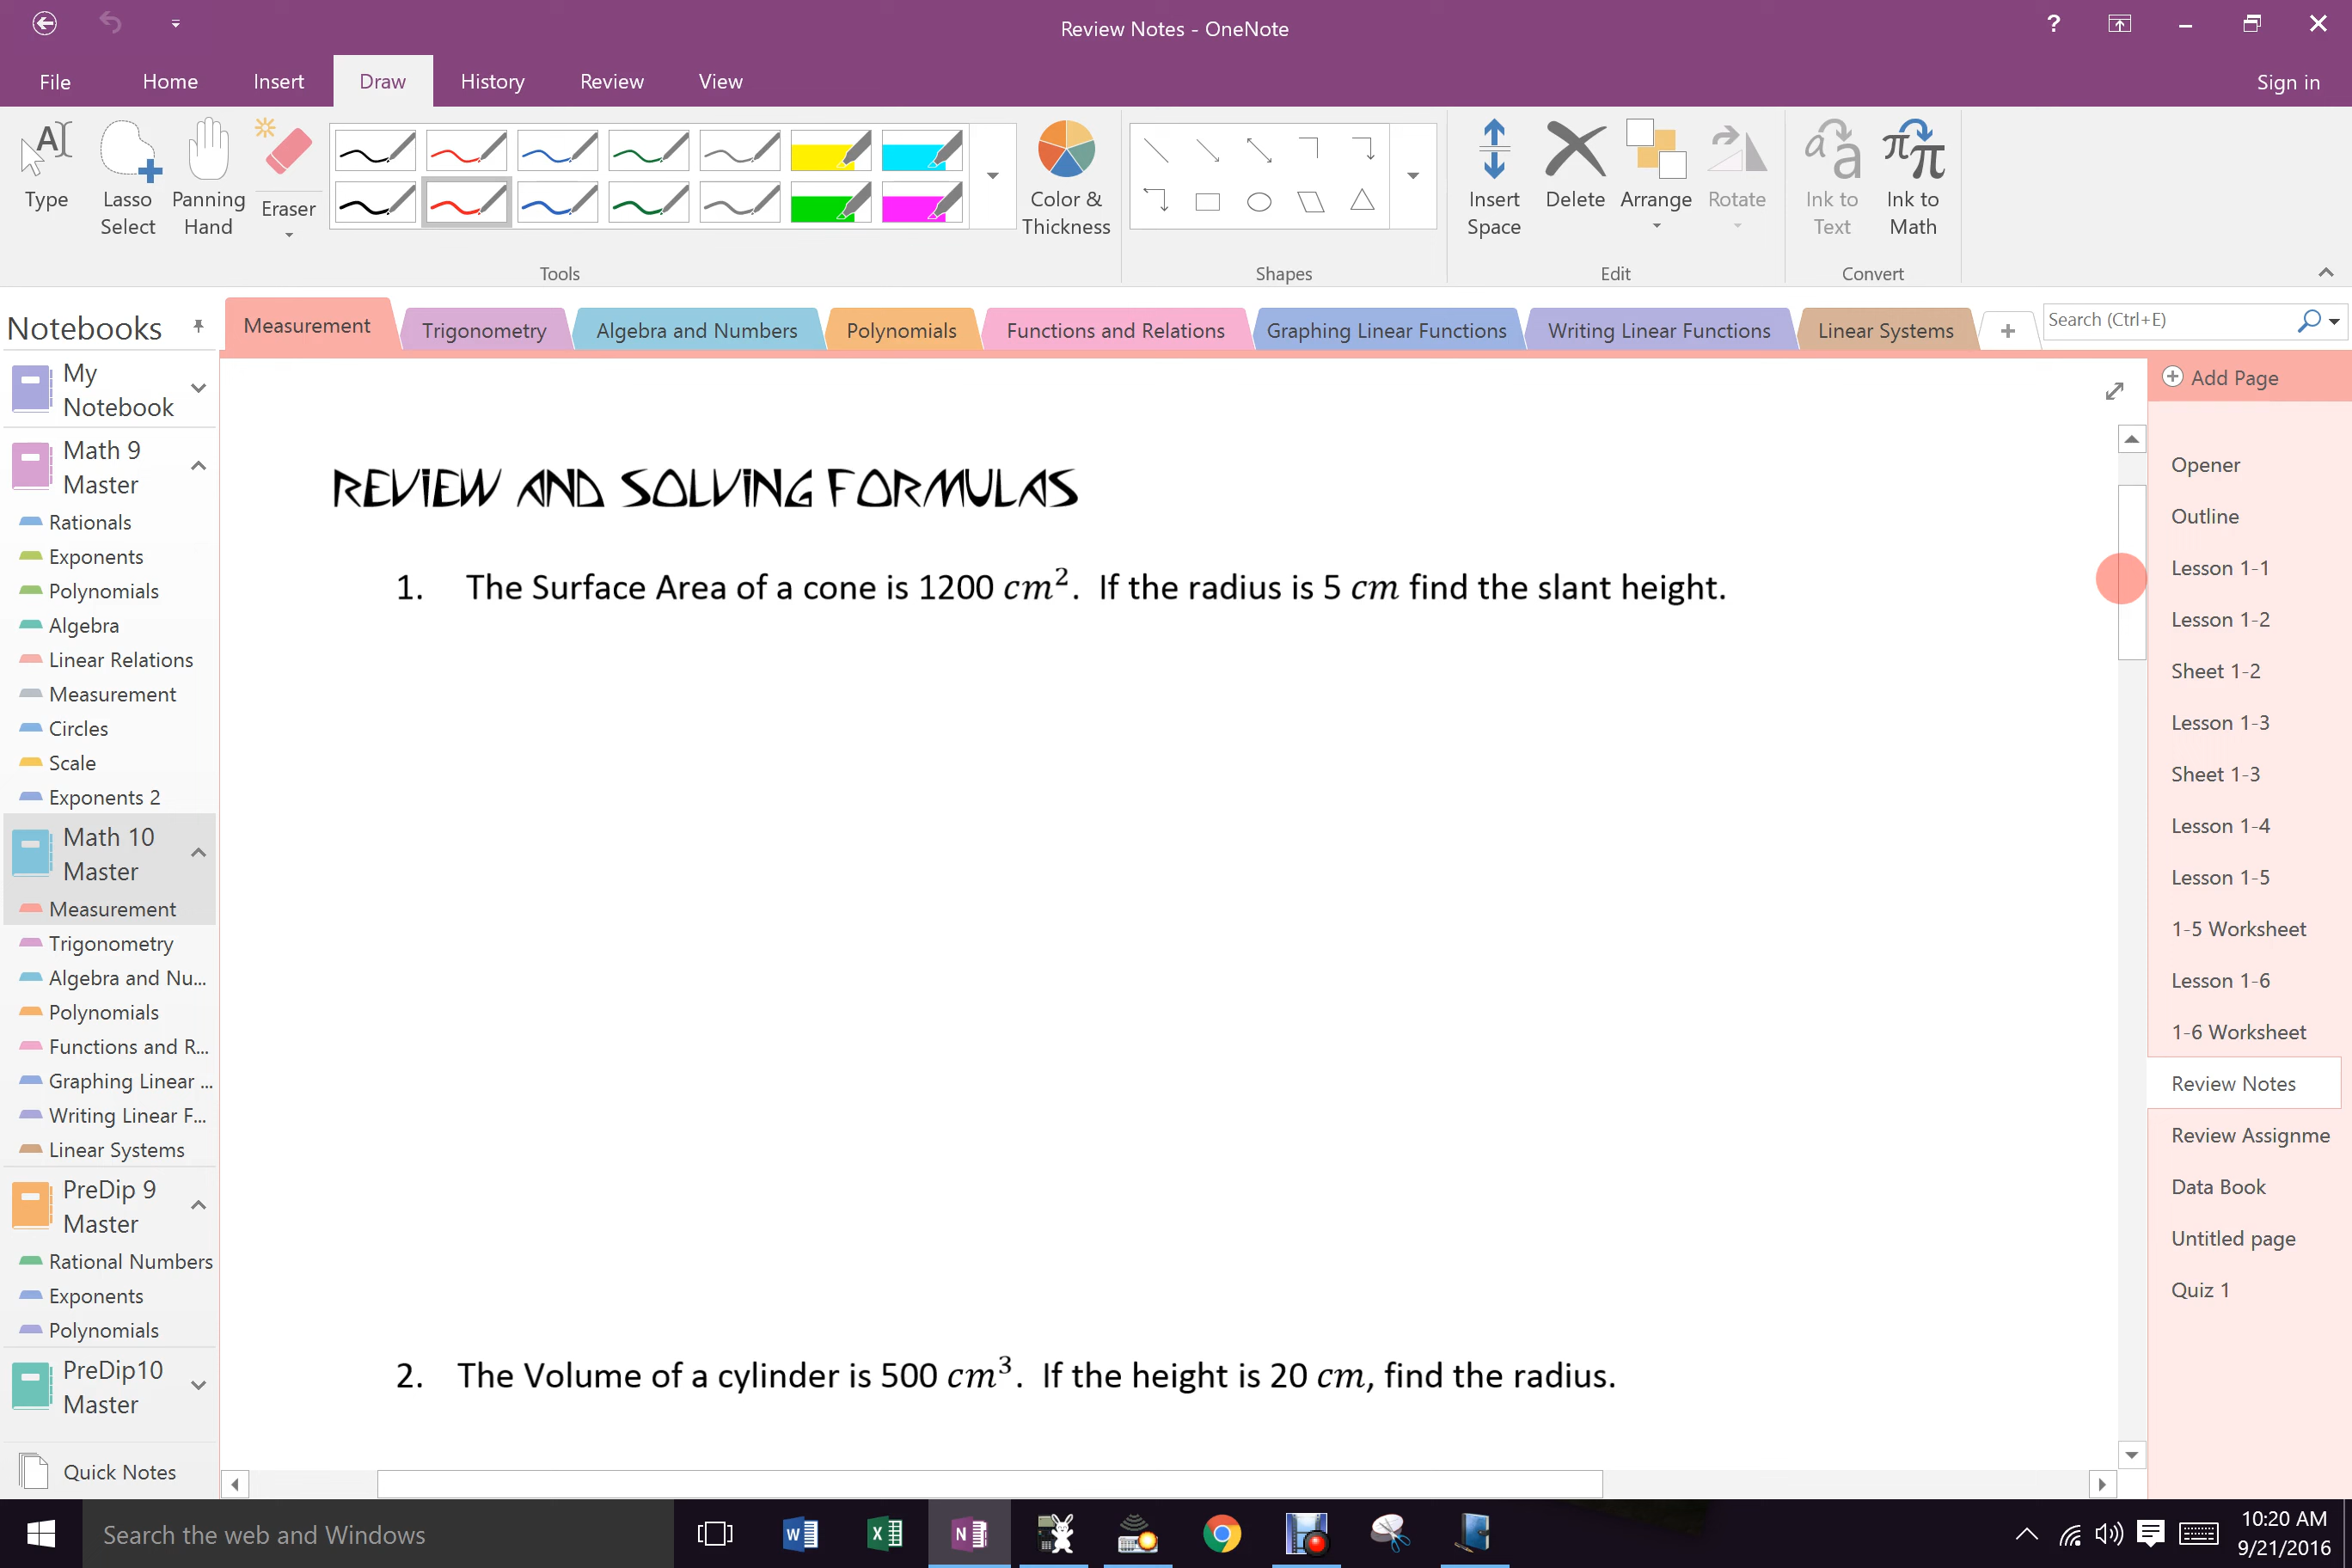 Review Notes - OneNote
?
File Home Insert Draw History Review View Sign in
Type
Lasso Select
Panning Hand
Eraser
Color & Thickness
Insert Space
Delete
Arrange
Rotate
Ink to Text
Ink to Math
Tools Shapes Edit Convert
Notebooks
Measurement Trigonometry Algebra and Numbers Polynomials Functions and Relations Graphing Linear Functions Writing Linear Functions Linear Systems
Search (Ctrl+E)
My Notebook
Math 9 Master
Rationals
Exponents
Polynomials
Algebra
Linear Relations
Measurement
Circles
Scale
Exponents 2
Math 10 Master
Measurement
Trigonometry
Algebra and Nu...
Polynomials
Functions and R...
Graphing Linear ...
Writing Linear F...
Linear Systems
PreDip 9 Master
Rational Numbers
Exponents
Polynomials
PreDip10 Master
Quick Notes
REVIEW AND SOLVING FORMULAS
1. The Surface Area of a cone is 1200 cm². If the radius is 5 cm find the slant height.
2. The Volume of a cylinder is 500 cm³. If the height is 20 cm, find the radius.
Add Page
Opener
Outline
Lesson 1-1
Lesson 1-2
Sheet 1-2
Lesson 1-3
Sheet 1-3
Lesson 1-4
Lesson 1-5
1-5 Worksheet
Lesson 1-6
1-6 Worksheet
Review Notes
Review Assignme
Data Book
Untitled page
Quiz 1
Search the web and Windows
10:20 AM
9/21/2016